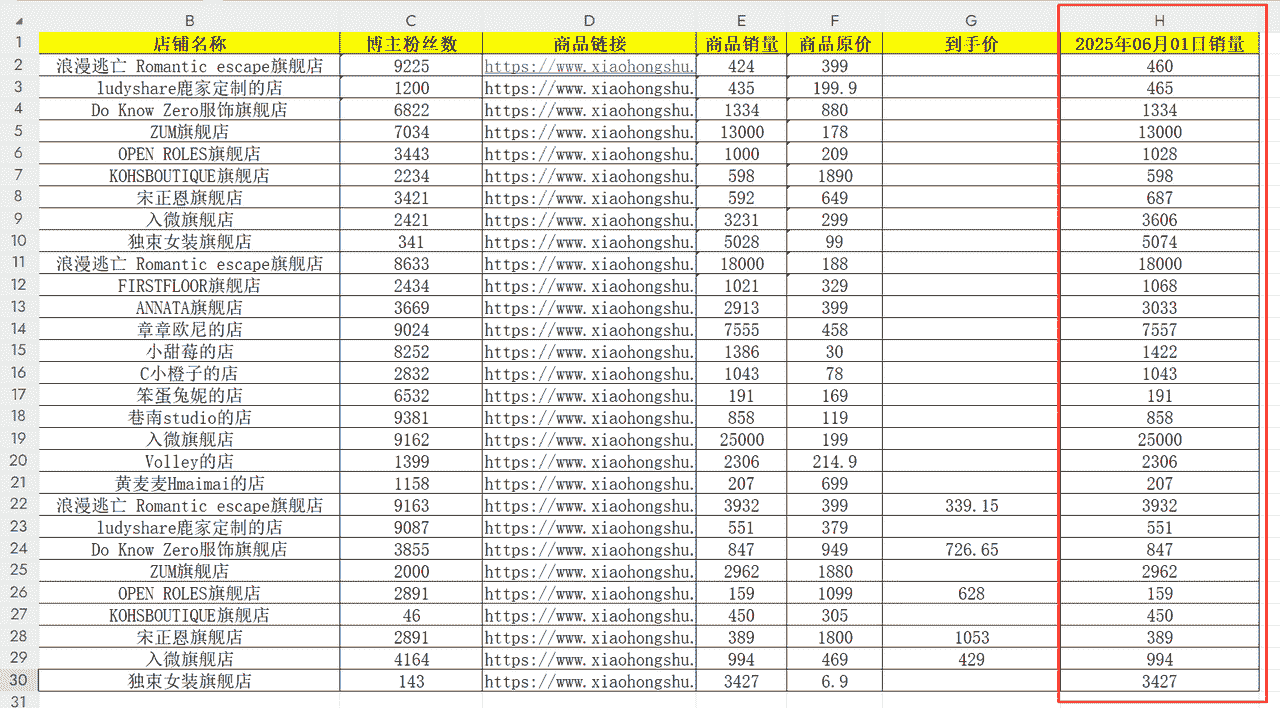 B C D E F G H
1 店铺名称 博主粉丝数 商品链接 商品销量 商品原价 到手价 2025年06月01日销量
2 浪漫逃亡 Romantic escape旗舰店 9225 https://www.xiaohongshu. 424 399 460
3 ludyshare鹿家定制的店 1200 https://www.xiaohongshu. 435 199.9 465
4 Do Know Zero服饰旗舰店 6822 https://www.xiaohongshu. 1334 880 1334
5 ZUM旗舰店 7034 https://www.xiaohongshu. 13000 178 13000
6 OPEN ROLES旗舰店 3443 https://www.xiaohongshu. 1000 209 1028
7 KOHSBOUTIQUE旗舰店 2234 https://www.xiaohongshu. 598 1890 598
8 宋正恩旗舰店 3421 https://www.xiaohongshu. 592 649 687
9 入微旗舰店 2421 https://www.xiaohongshu. 3231 299 3606
10 独束女装旗舰店 341 https://www.xiaohongshu. 5028 99 5074
11 浪漫逃亡 Romantic escape旗舰店 8633 https://www.xiaohongshu. 18000 188 18000
12 FIRSTFLOOR旗舰店 2434 https://www.xiaohongshu. 1021 329 1068
13 ANNATA旗舰店 3669 https://www.xiaohongshu. 2913 399 3033
14 章章欧尼的店 9024 https://www.xiaohongshu. 7555 458 7557
15 小甜莓的店 8252 https://www.xiaohongshu. 1386 30 1422
16 C小橙子的店 2832 https://www.xiaohongshu. 1043 78 1043
17 笨蛋兔妮的店 6532 https://www.xiaohongshu. 191 169 191
18 巷南studio的店 9381 https://www.xiaohongshu. 858 119 858
19 入微旗舰店 9162 https://www.xiaohongshu. 25000 199 25000
20 Volley的店 1399 https://www.xiaohongshu. 2306 214.9 2306
21 黄麦麦Hmaimai的店 1158 https://www.xiaohongshu. 207 699 207
22 浪漫逃亡 Romantic escape旗舰店 9163 https://www.xiaohongshu. 3932 399 339.15 3932
23 ludyshare鹿家定制的店 9087 https://www.xiaohongshu. 551 379 551
24 Do Know Zero服饰旗舰店 3855 https://www.xiaohongshu. 847 949 726.65 847
25 ZUM旗舰店 2000 https://www.xiaohongshu. 2962 1880 2962
26 OPEN ROLES旗舰店 2891 https://www.xiaohongshu. 159 1099 628 159
27 KOHSBOUTIQUE旗舰店 46 https://www.xiaohongshu. 450 305 450
28 宋正恩旗舰店 2891 https://www.xiaohongshu. 389 1800 1053 389
29 入微旗舰店 4164 https://www.xiaohongshu. 994 469 429 994
30 独束女装旗舰店 143 https://www.xiaohongshu. 3427 6.9 3427
31